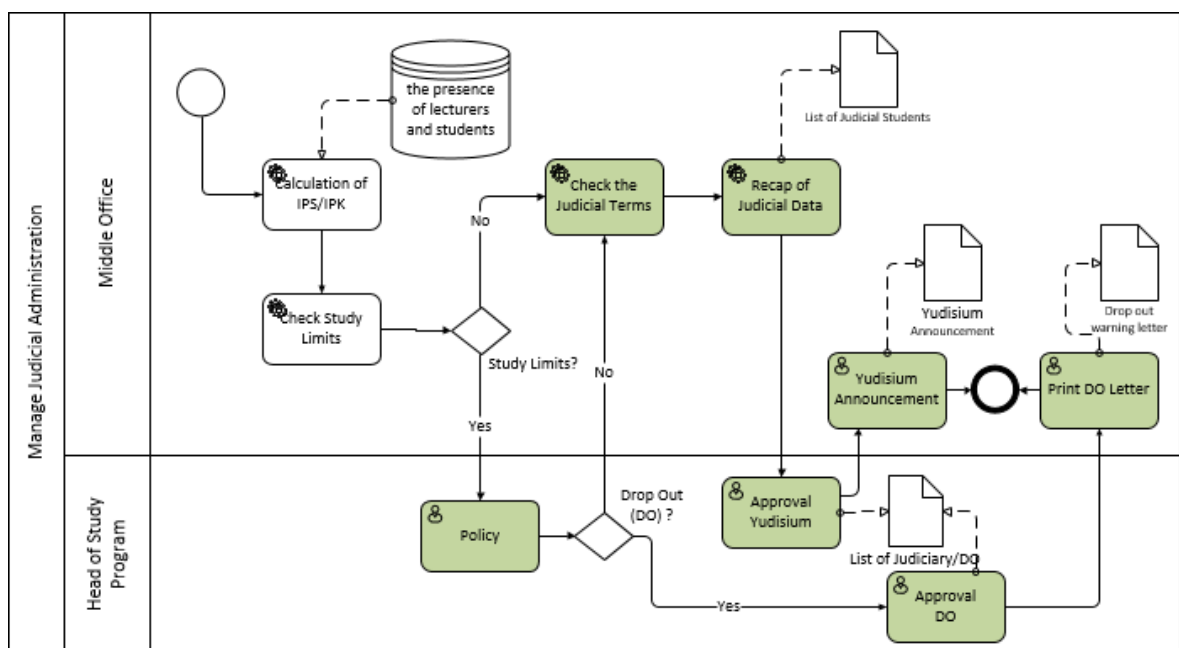 Manage Judicial Administration
Middle Office
the presence
of lecturers
and students
List of Judicial Students
Calculation of
IPS/IPK
Check the
Judicial Terms
Recap of
Judicial Data
No
Check Study
Limits
Study Limits?
No
Yudisium
Announcement
Drop out
warning letter
Yudisium
Announcement
Print DO Letter
Yes
Head of Study
Program
Policy
Drop Out
(DO) ?
Approval
Yudisium
List of Judiciary/DO
Yes
Approval
DO